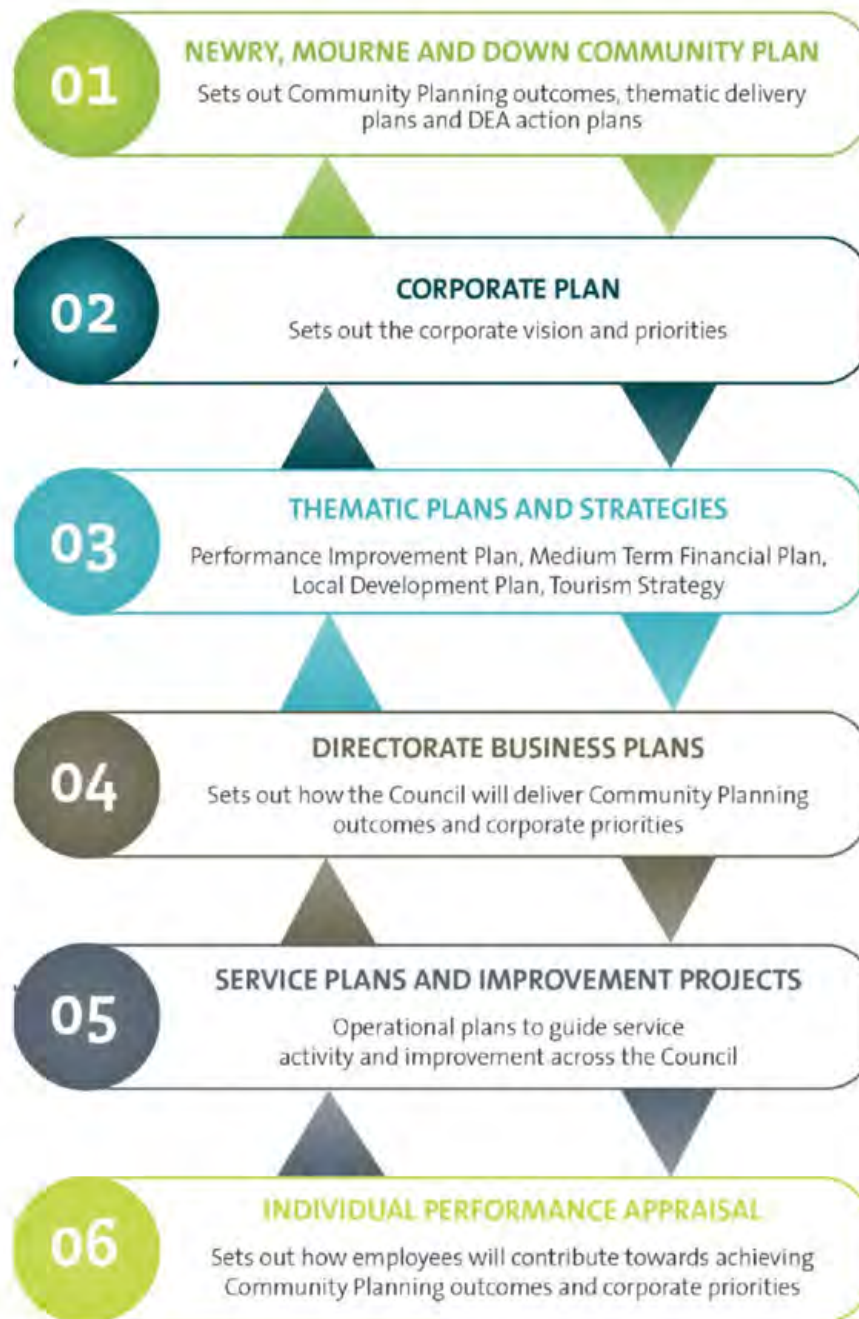 01
NEWRY, MOURNE AND DOWN COMMUNITY PLAN
Sets out Community Planning outcomes, thematic delivery
plans and DEA action plans
02
CORPORATE PLAN
Sets out the corporate vision and priorities
03
THEMATIC PLANS AND STRATEGIES
Performance Improvement Plan, Medium Term Financial Plan,
Local Development Plan, Tourism Strategy
04
DIRECTORATE BUSINESS PLANS
Sets out how the Council will deliver Community Planning
outcomes and corporate priorities
05
SERVICE PLANS AND IMPROVEMENT PROJECTS
Operational plans to guide service
activity and improvement across the Council
06
INDIVIDUAL PERFORMANCE APPRAISAL
Sets out how employees will contribute towards achieving
Community Planning outcomes and corporate priorities